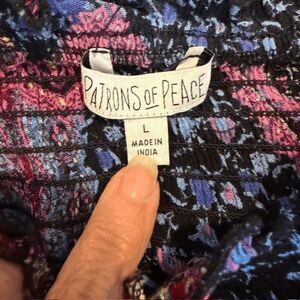 PATRONS OF PEACE
L
MADE IN
INDIA